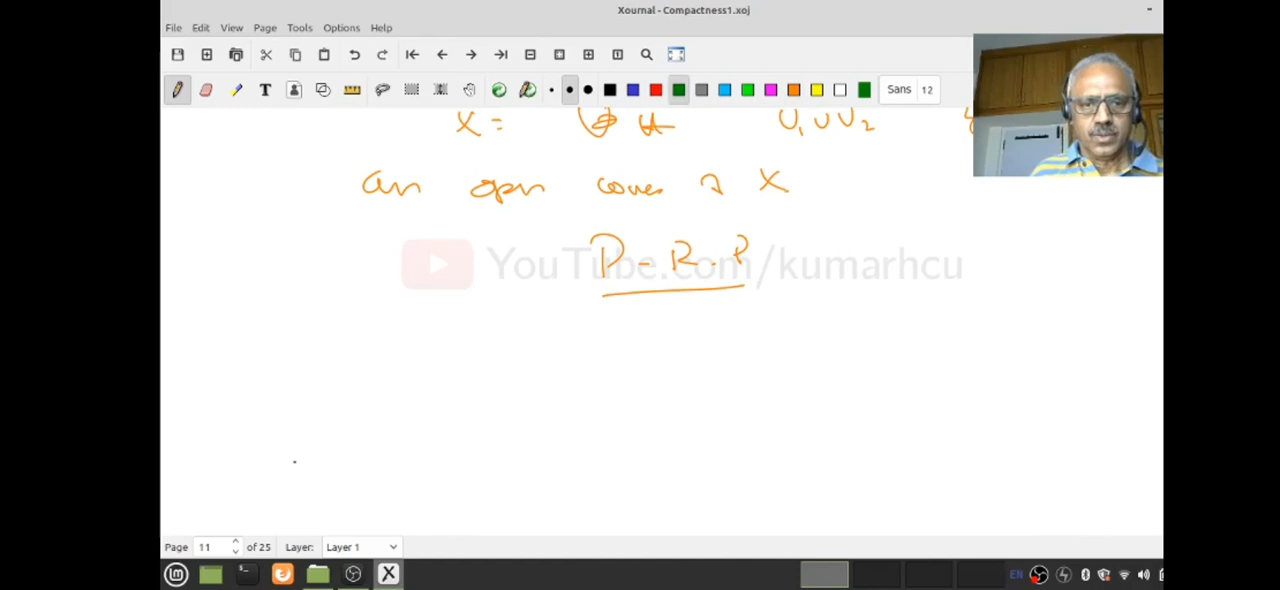 Xournal - Compactness1.xoj
File Edit View Page Tools Options Help
Sans 12
X = U₁ ∪ U₂
an open cover of X
P-R.P
YouTube.com/kumarhcu
Page 11 of 25 Layer: Layer 1
EN